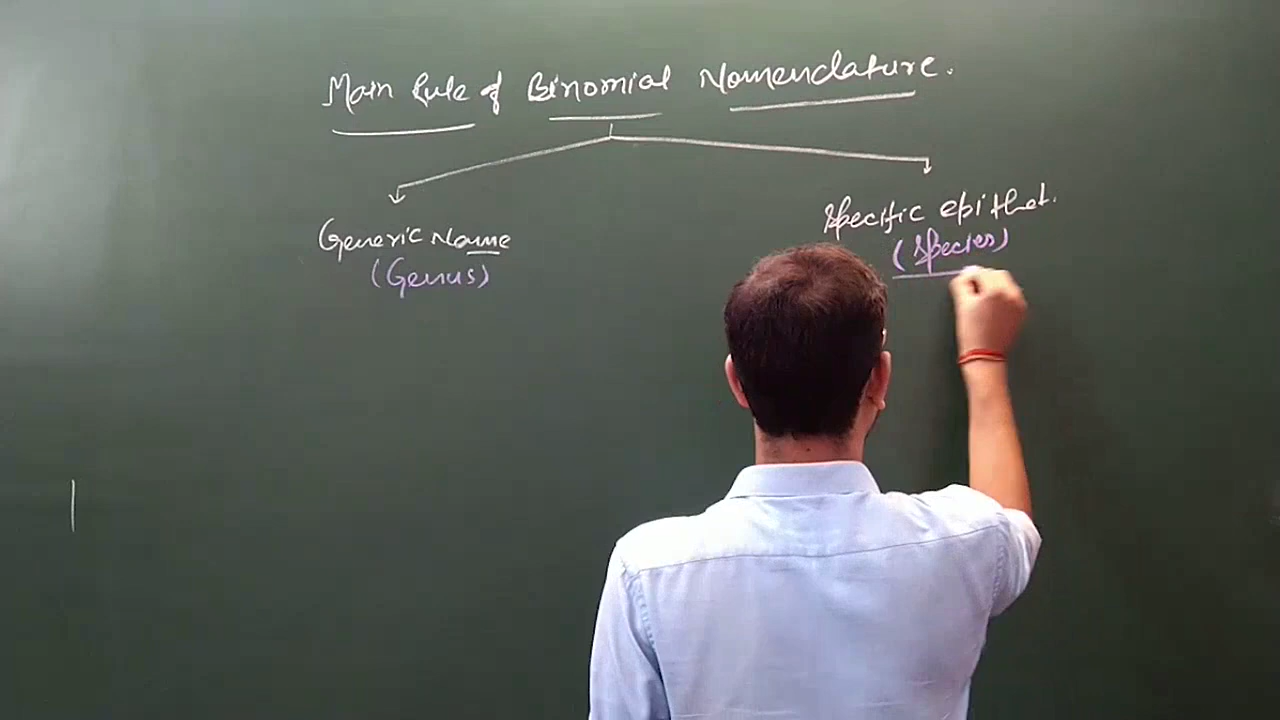 Main Rule of Binomial Nomenclature.
Generic Name
(Genus)
Specific epithet.
(Species)